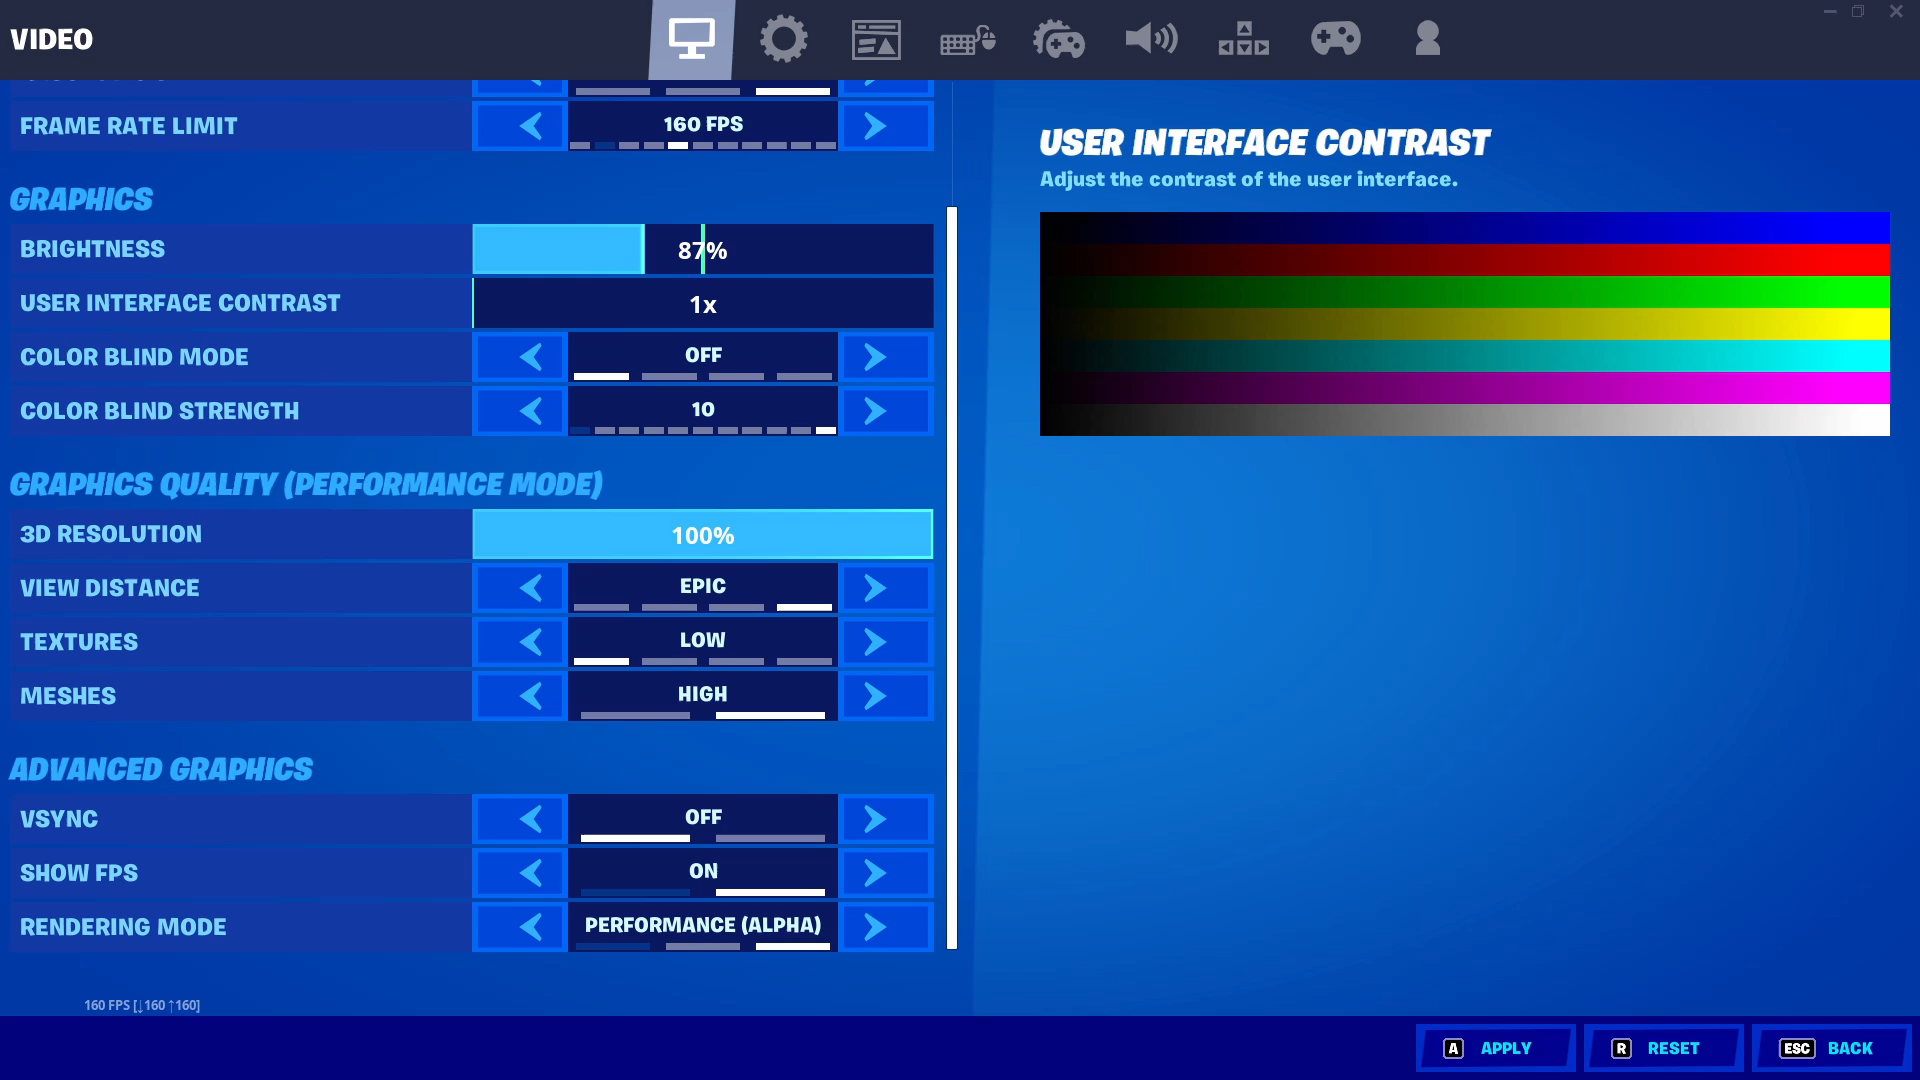 VIDEO
FRAME RATE LIMIT
160 FPS
GRAPHICS
BRIGHTNESS
87%
USER INTERFACE CONTRAST
1x
COLOR BLIND MODE
OFF
COLOR BLIND STRENGTH
10
GRAPHICS QUALITY (PERFORMANCE MODE)
3D RESOLUTION
100%
VIEW DISTANCE
EPIC
TEXTURES
LOW
MESHES
HIGH
ADVANCED GRAPHICS
VSYNC
OFF
SHOW FPS
ON
RENDERING MODE
PERFORMANCE (ALPHA)
160 FPS [↓160 ↑160]
USER INTERFACE CONTRAST
Adjust the contrast of the user interface.
A APPLY
R RESET
ESC BACK